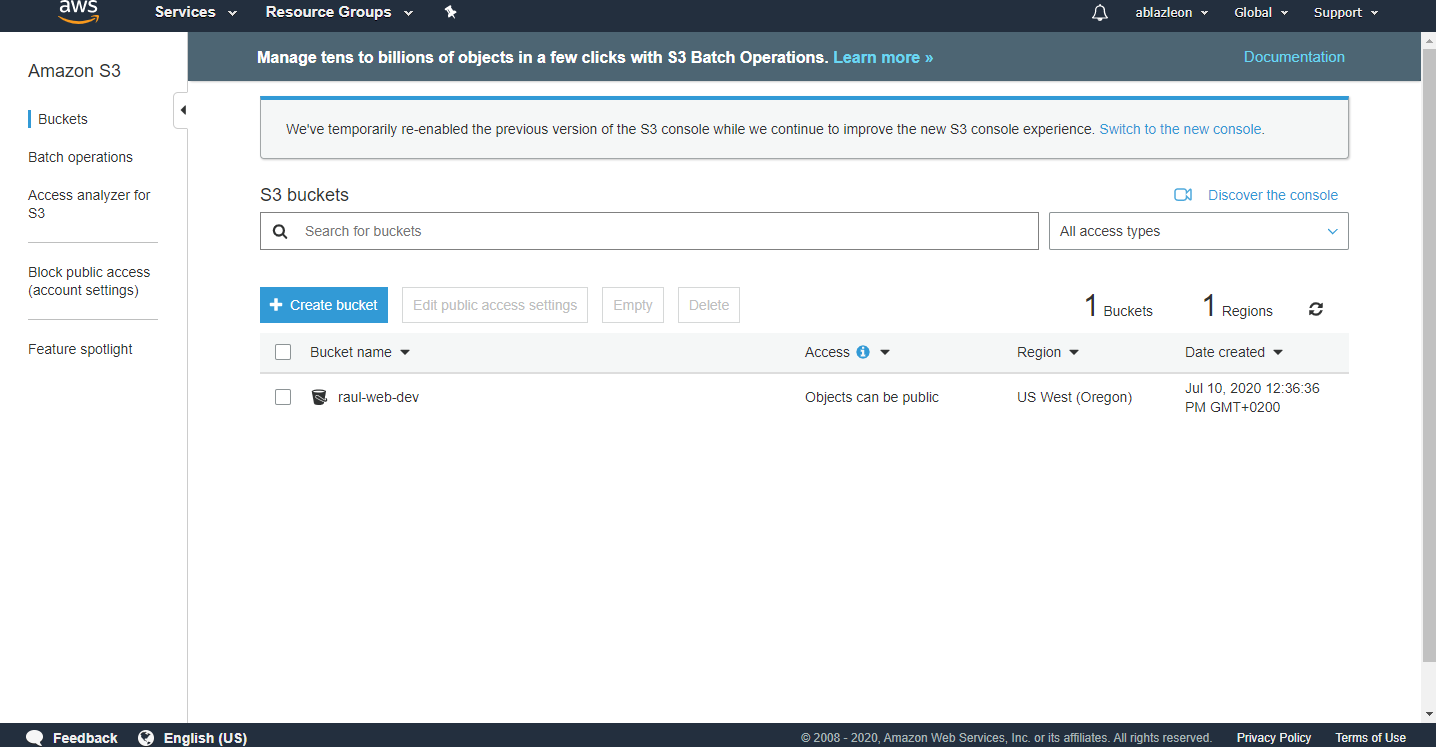 aws Services Resource Groups ablazleon Global Support
Amazon S3
Buckets
Batch operations
Access analyzer for
S3
Block public access
(account settings)
Feature spotlight
Manage tens to billions of objects in a few clicks with S3 Batch Operations. Learn more » Documentation
We've temporarily re-enabled the previous version of the S3 console while we continue to improve the new S3 console experience. Switch to the new console.
S3 buckets Discover the console
Search for buckets All access types
Create bucket Edit public access settings Empty Delete 1 Buckets 1 Regions
Bucket name Access Region Date created
raul-web-dev Objects can be public US West (Oregon) Jul 10, 2020 12:36:36
PM GMT+0200
Feedback English (US) © 2008 - 2020, Amazon Web Services, Inc. or its affiliates. All rights reserved. Privacy Policy Terms of Use